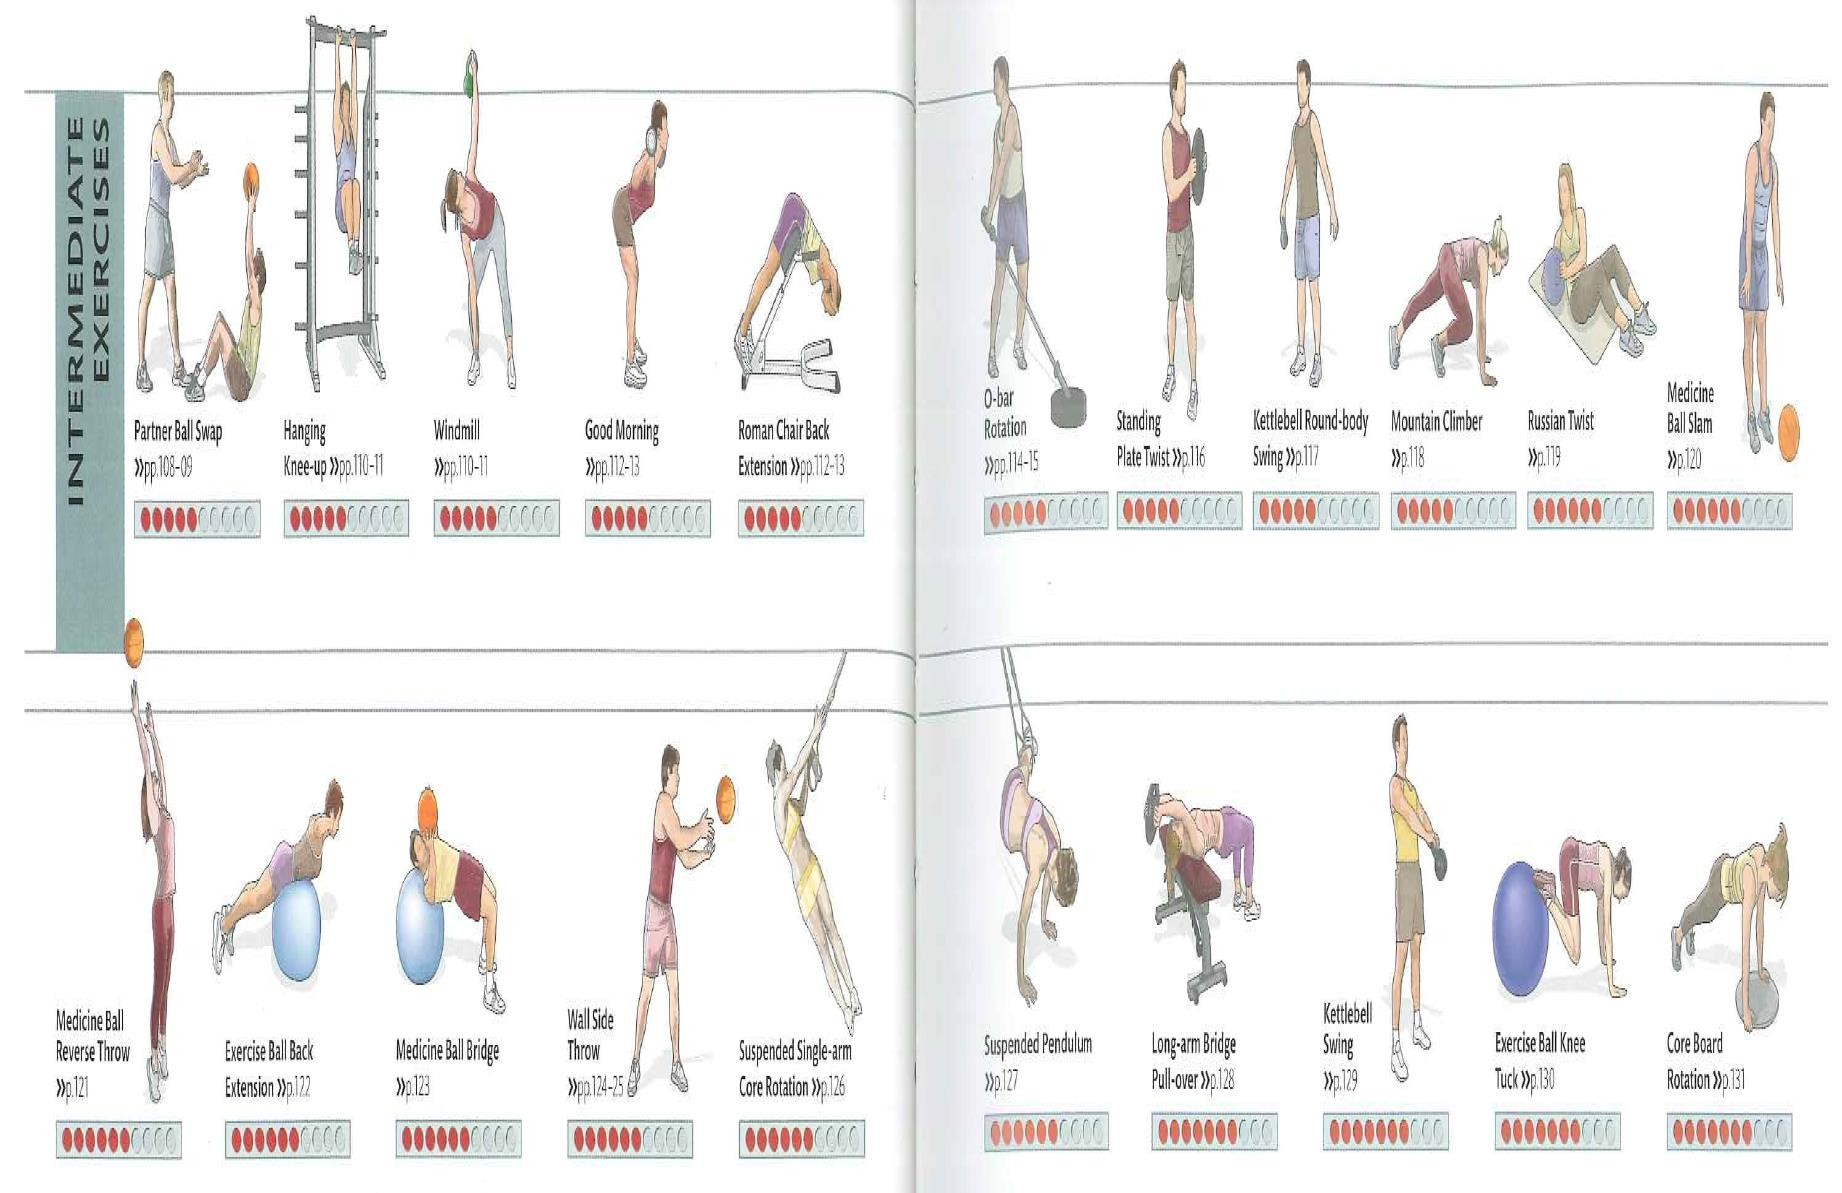 INTERMEDIATE
EXERCISES
Partner Ball Swap
»pp.108–09
Hanging
Knee-up »pp.110–11
Windmill
»pp.110–11
Good Morning
»pp.112–13
Roman Chair Back
Extension »pp.112–13
O-bar
Rotation
»pp.114–15
Standing
Plate Twist »p.116
Kettlebell Round-body
Swing »p.117
Mountain Climber
»p.118
Russian Twist
»p.119
Medicine
Ball Slam
»p.120
Medicine Ball
Reverse Throw
»p.121
Exercise Ball Back
Extension »p.122
Medicine Ball Bridge
»p.123
Wall Side
Throw
»pp.124–25
Suspended Single-arm
Core Rotation »p.126
Suspended Pendulum
»p.127
Long-arm Bridge
Pull-over »p.128
Kettlebell
Swing
»p.129
Exercise Ball Knee
Tuck »p.130
Core Board
Rotation »p.131